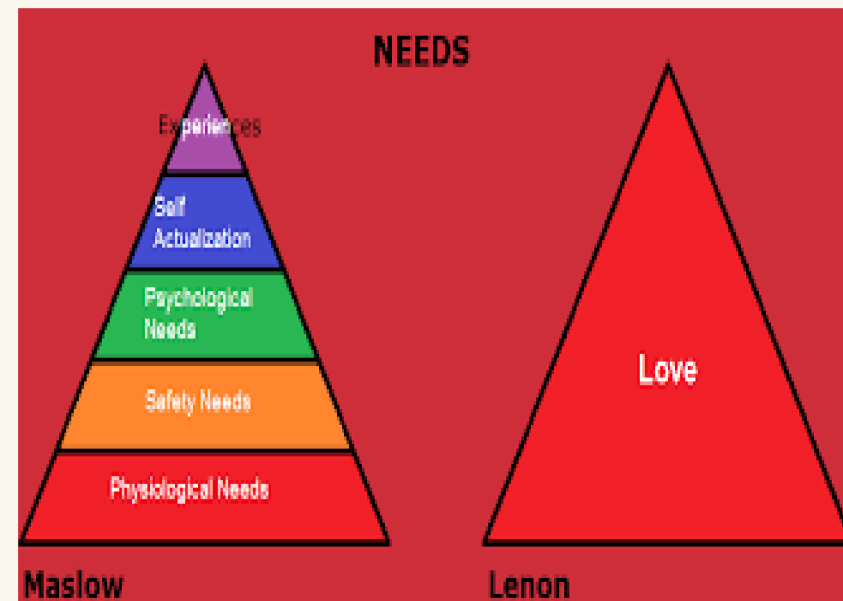 NEEDS
Experiences
Self
Actualization
Psychological
Needs
Safety Needs
Physiological Needs
Maslow
Love
Lenon